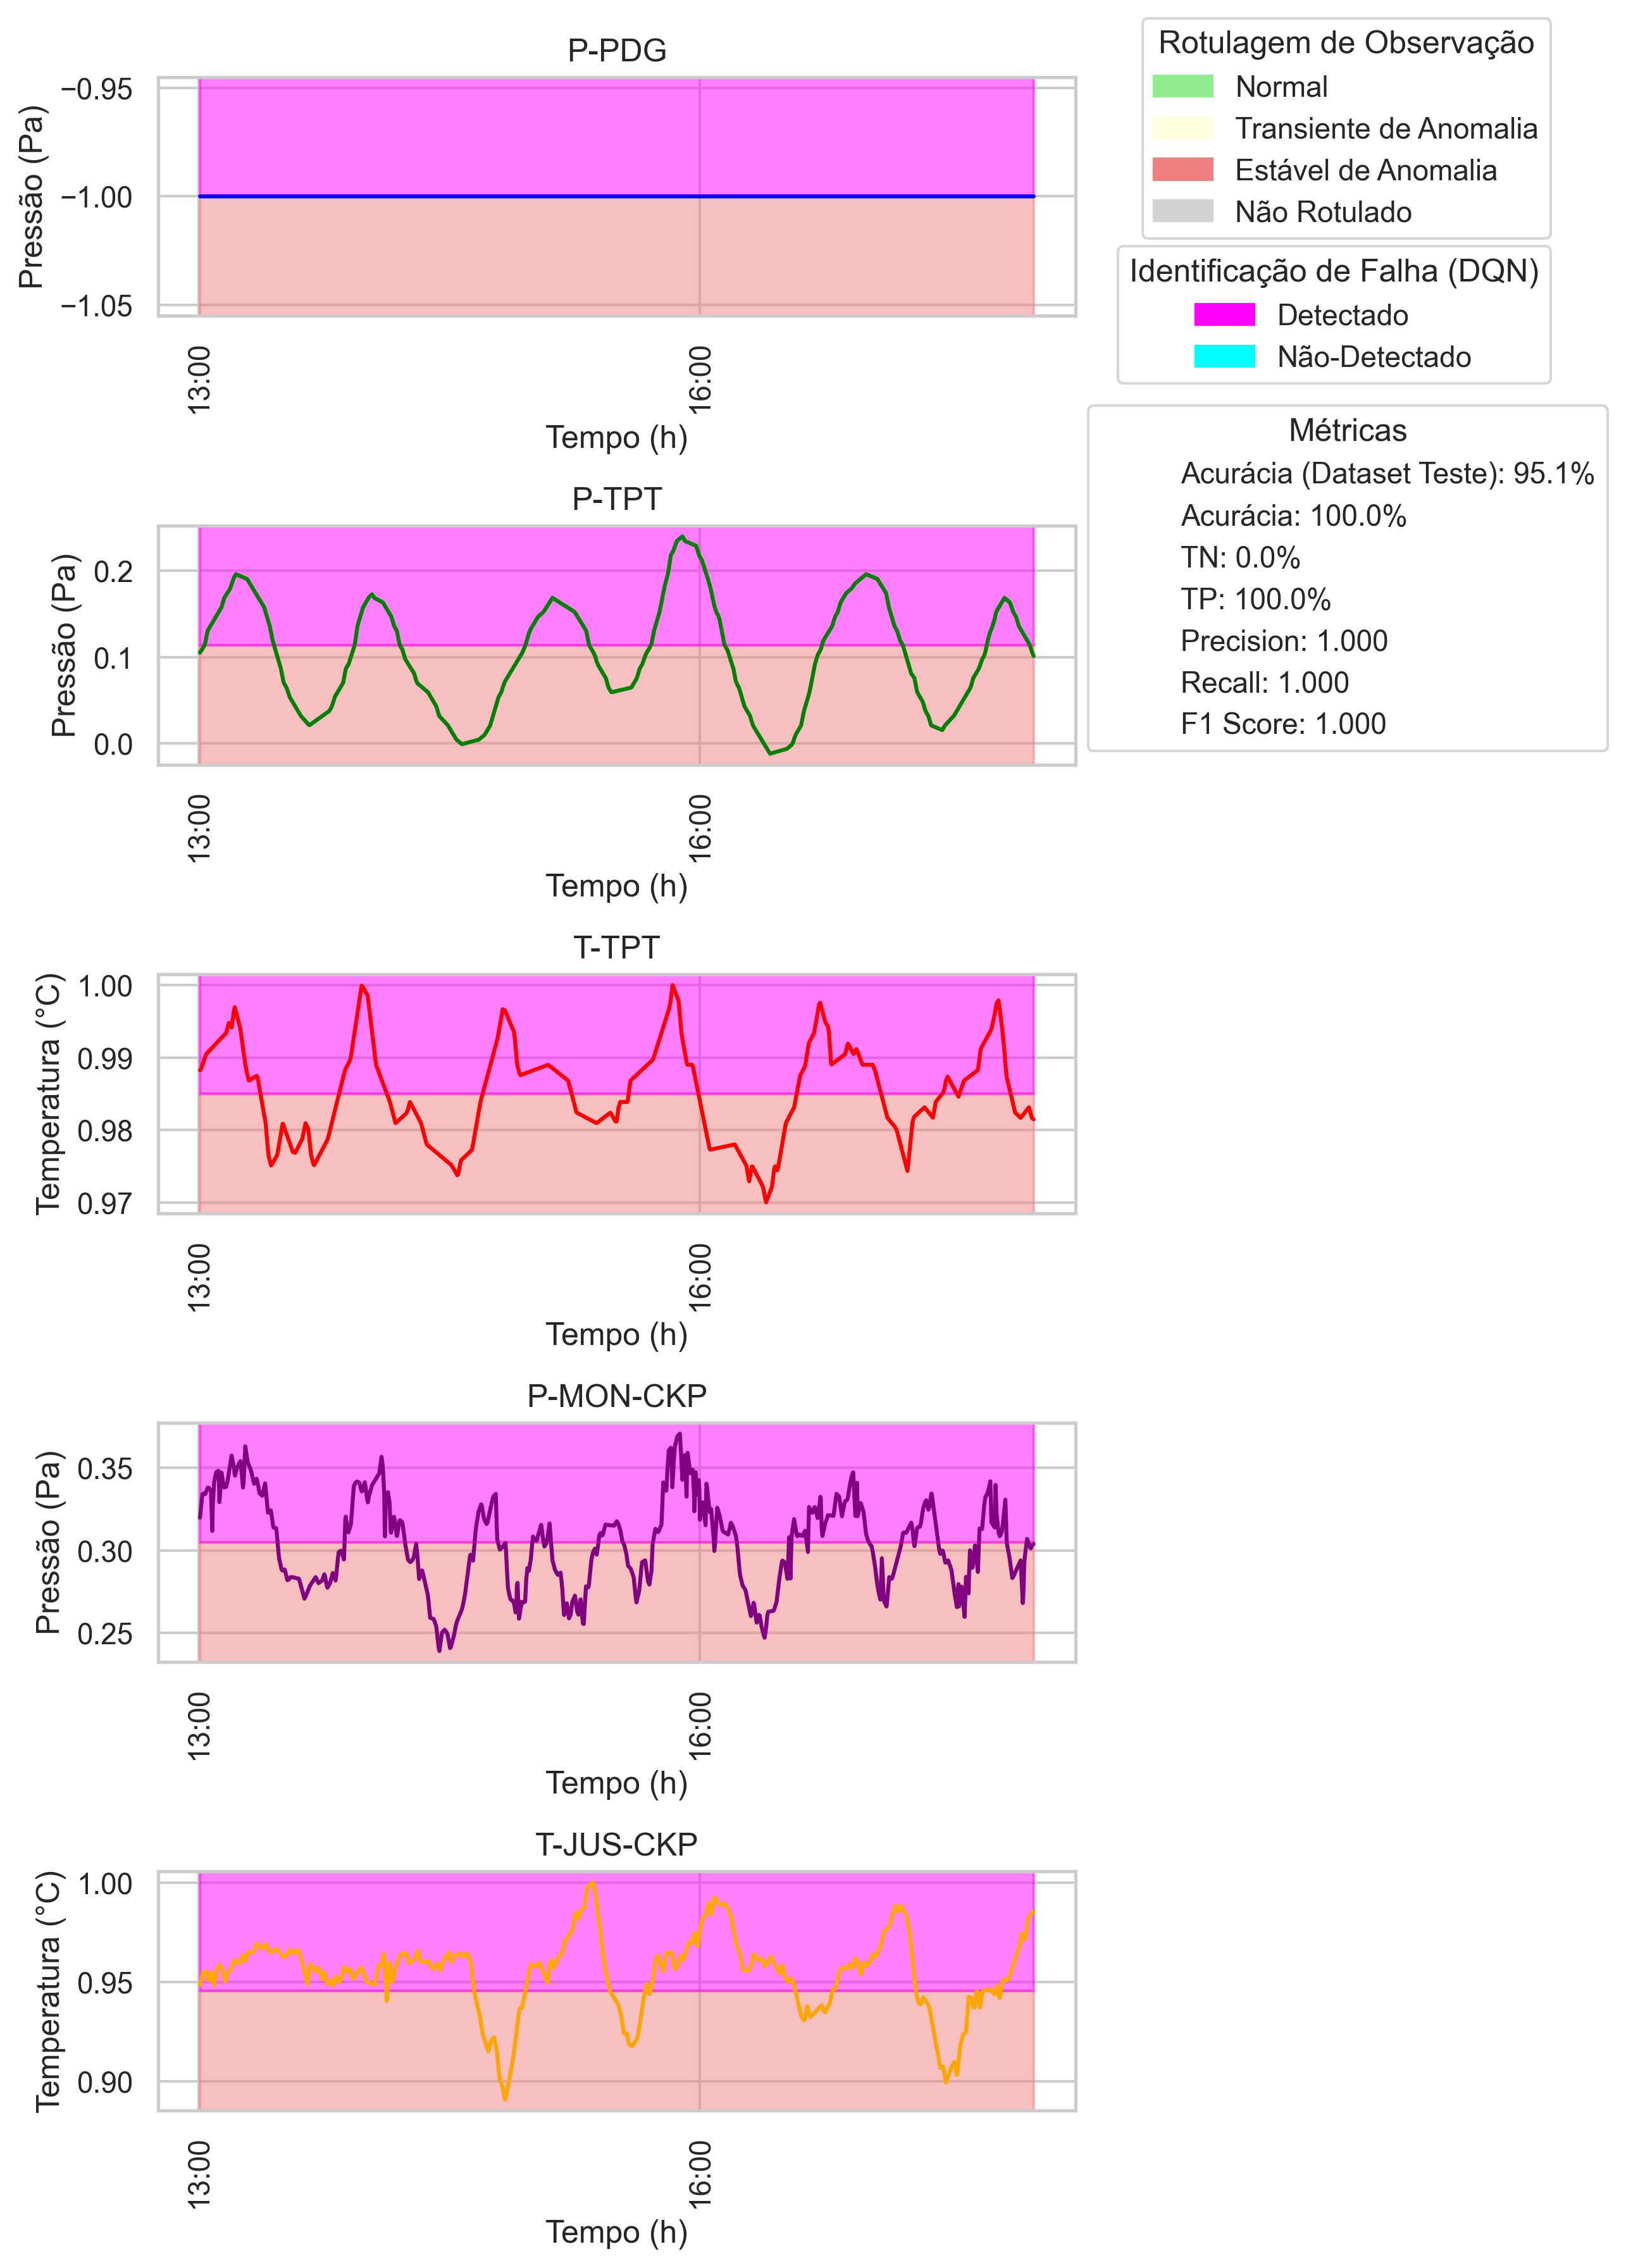 P-PDG
Pressão (Pa)
−0.95
−1.00
−1.05
13:00
16:00
Tempo (h)
Rotulagem de Observação
Normal
Transiente de Anomalia
Estável de Anomalia
Não Rotulado
Identificação de Falha (DQN)
Detectado
Não-Detectado
Métricas
Acurácia (Dataset Teste): 95.1%
Acurácia: 100.0%
TN: 0.0%
TP: 100.0%
Precision: 1.000
Recall: 1.000
F1 Score: 1.000
P-TPT
Pressão (Pa)
0.2
0.1
0.0
13:00
16:00
Tempo (h)
T-TPT
Temperatura (°C)
1.00
0.99
0.98
0.97
13:00
16:00
Tempo (h)
P-MON-CKP
Pressão (Pa)
0.35
0.30
0.25
13:00
16:00
Tempo (h)
T-JUS-CKP
Temperatura (°C)
1.00
0.95
0.90
13:00
16:00
Tempo (h)